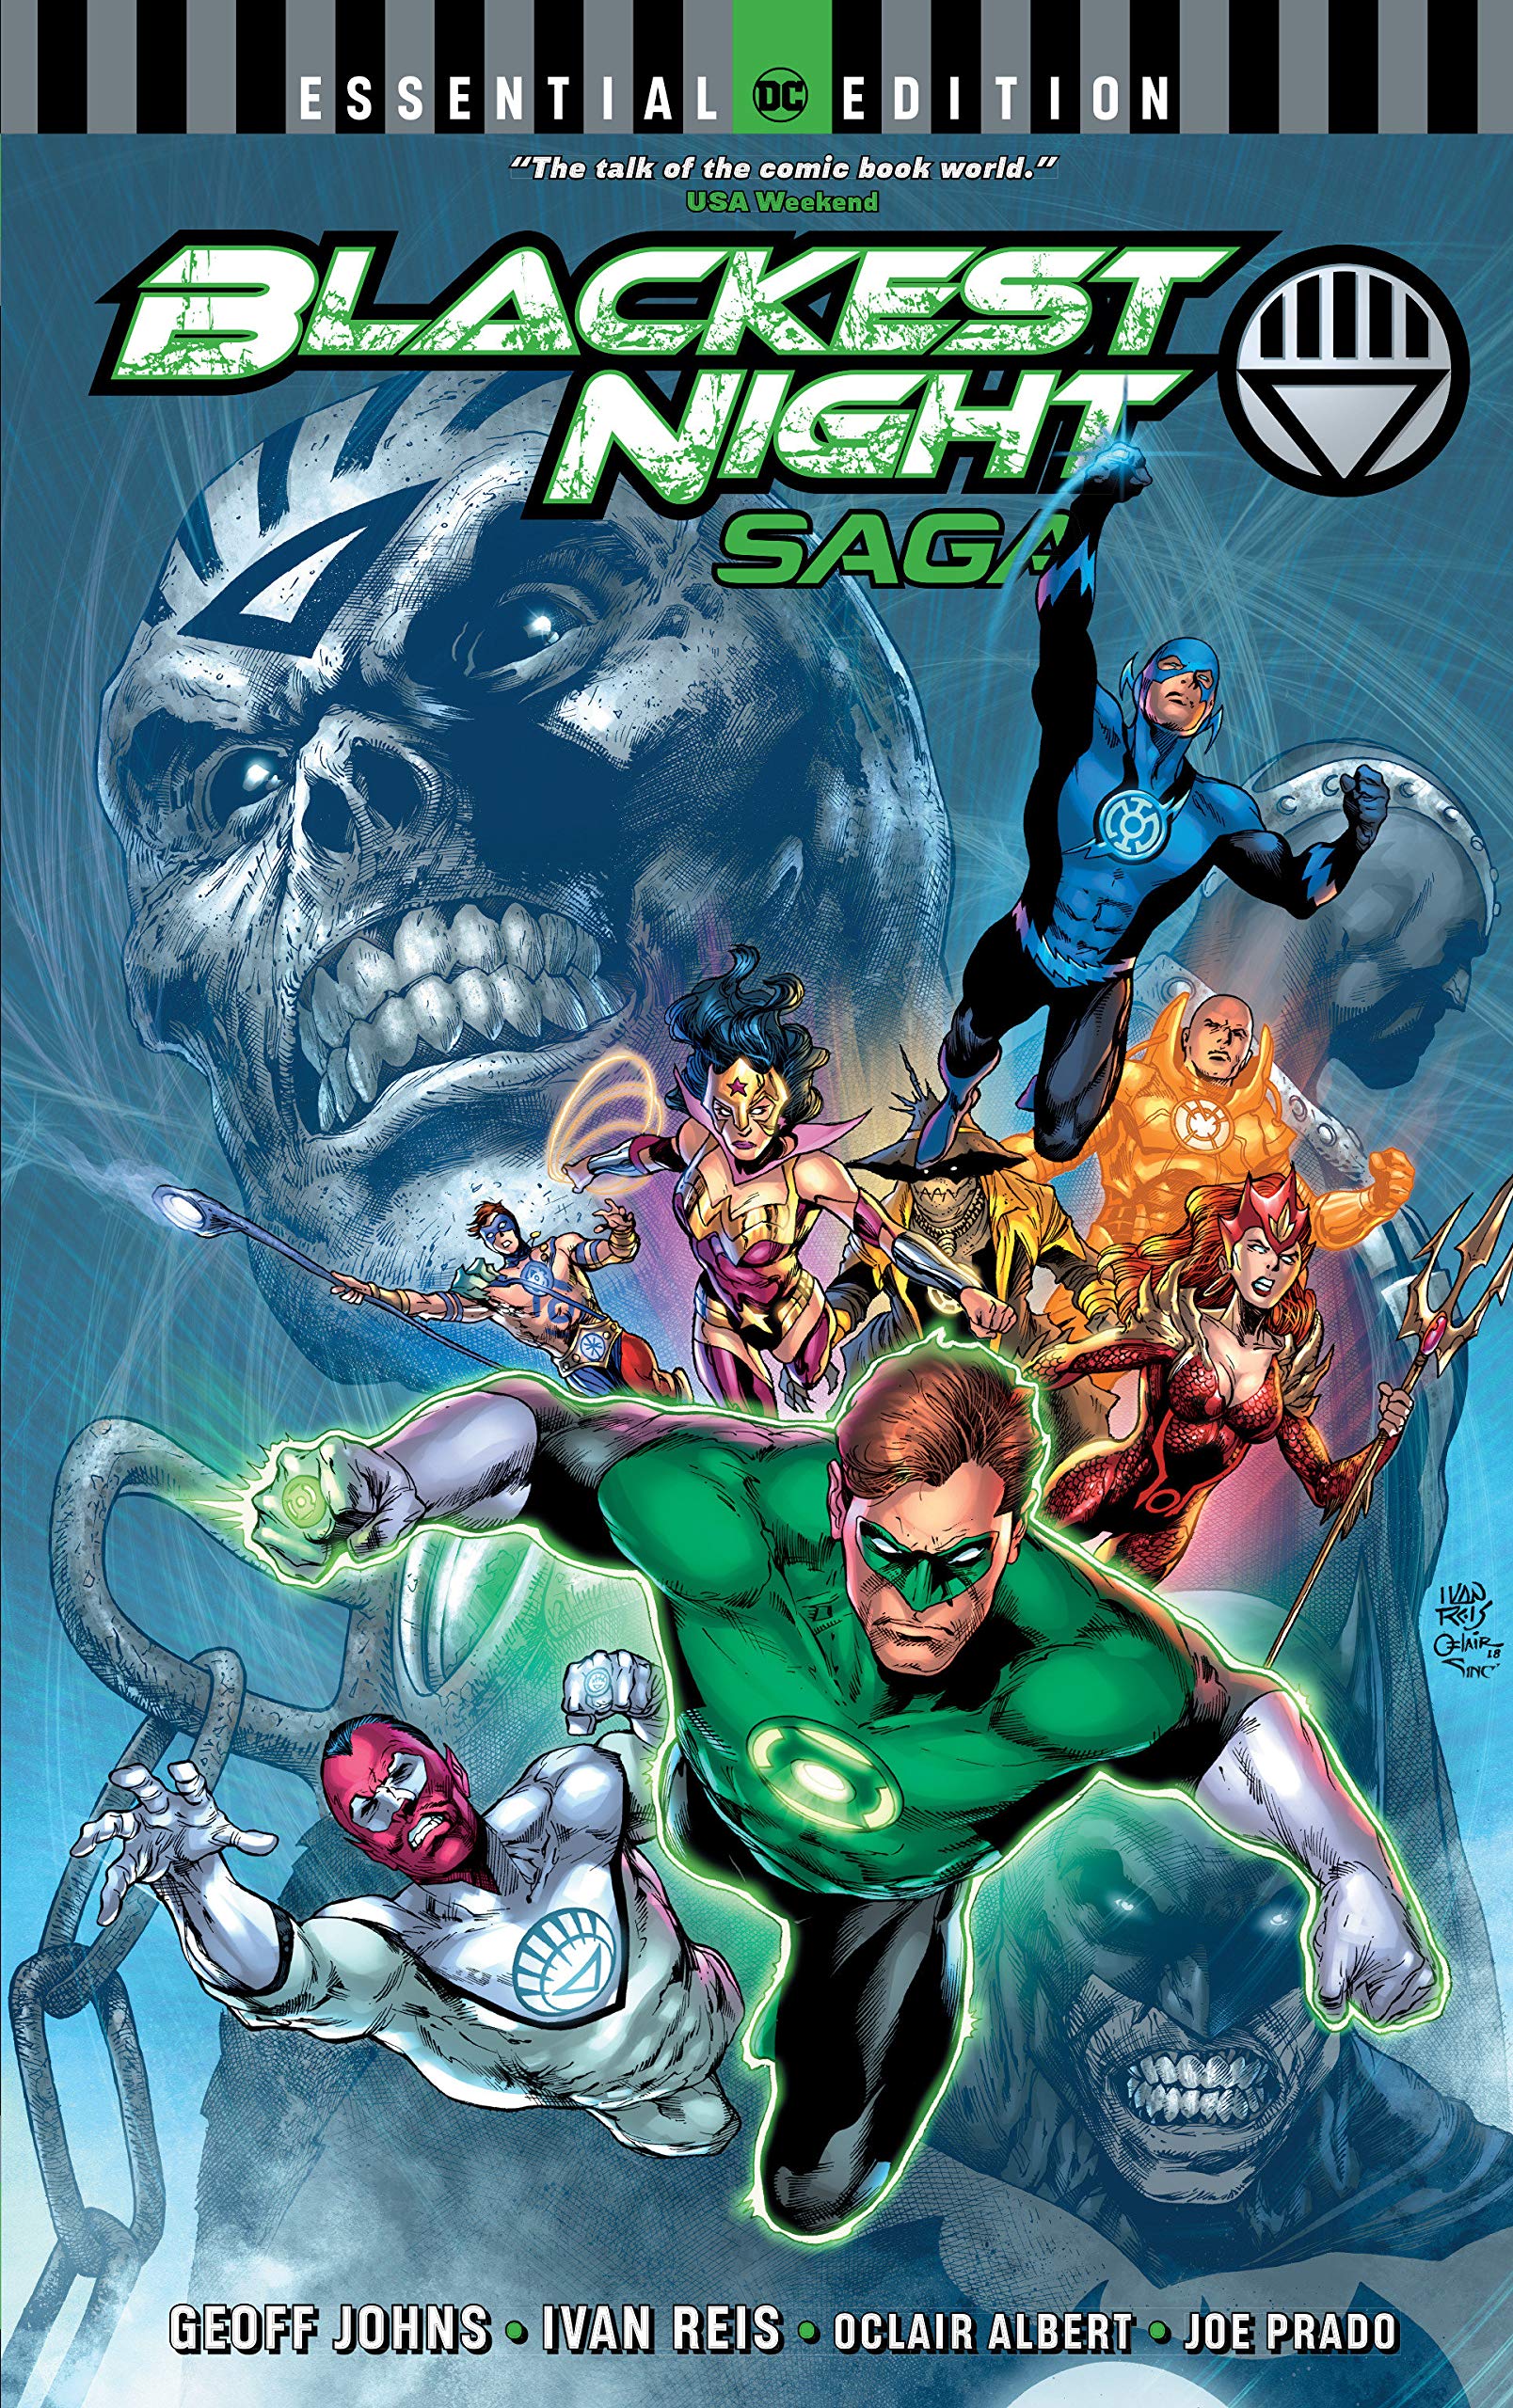 ESSENTIAL DC EDITION
“The talk of the comic book world.”
USA Weekend
BLACKEST
NIGHT
SAGA
IVAN
REIS
OCLAIR
18
SINC
GEOFF JOHNS • IVAN REIS • OCLAIR ALBERT • JOE PRADO